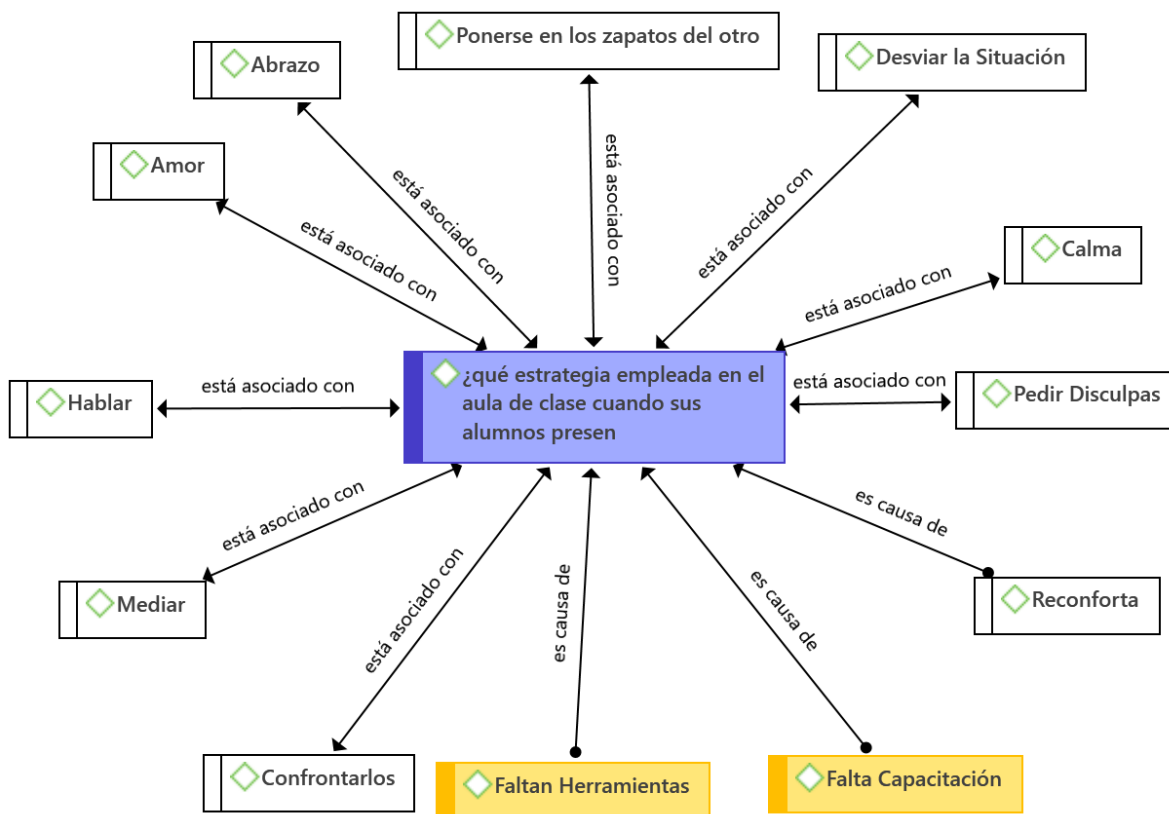 Ponerse en los zapatos del otro
Abrazo
Desviar la Situación
Amor
está asociado con
está asociado con
está asociado con
está asociado con
Calma
está asociado con
¿qué estrategia empleada en el
aula de clase cuando sus
alumnos presen
Hablar
está asociado con
está asociado con
Pedir Disculpas
está asociado con
es causa de
Mediar
está asociado con
es causa de
es causa de
Reconforta
Confrontarlos
Faltan Herramientas
Falta Capacitación